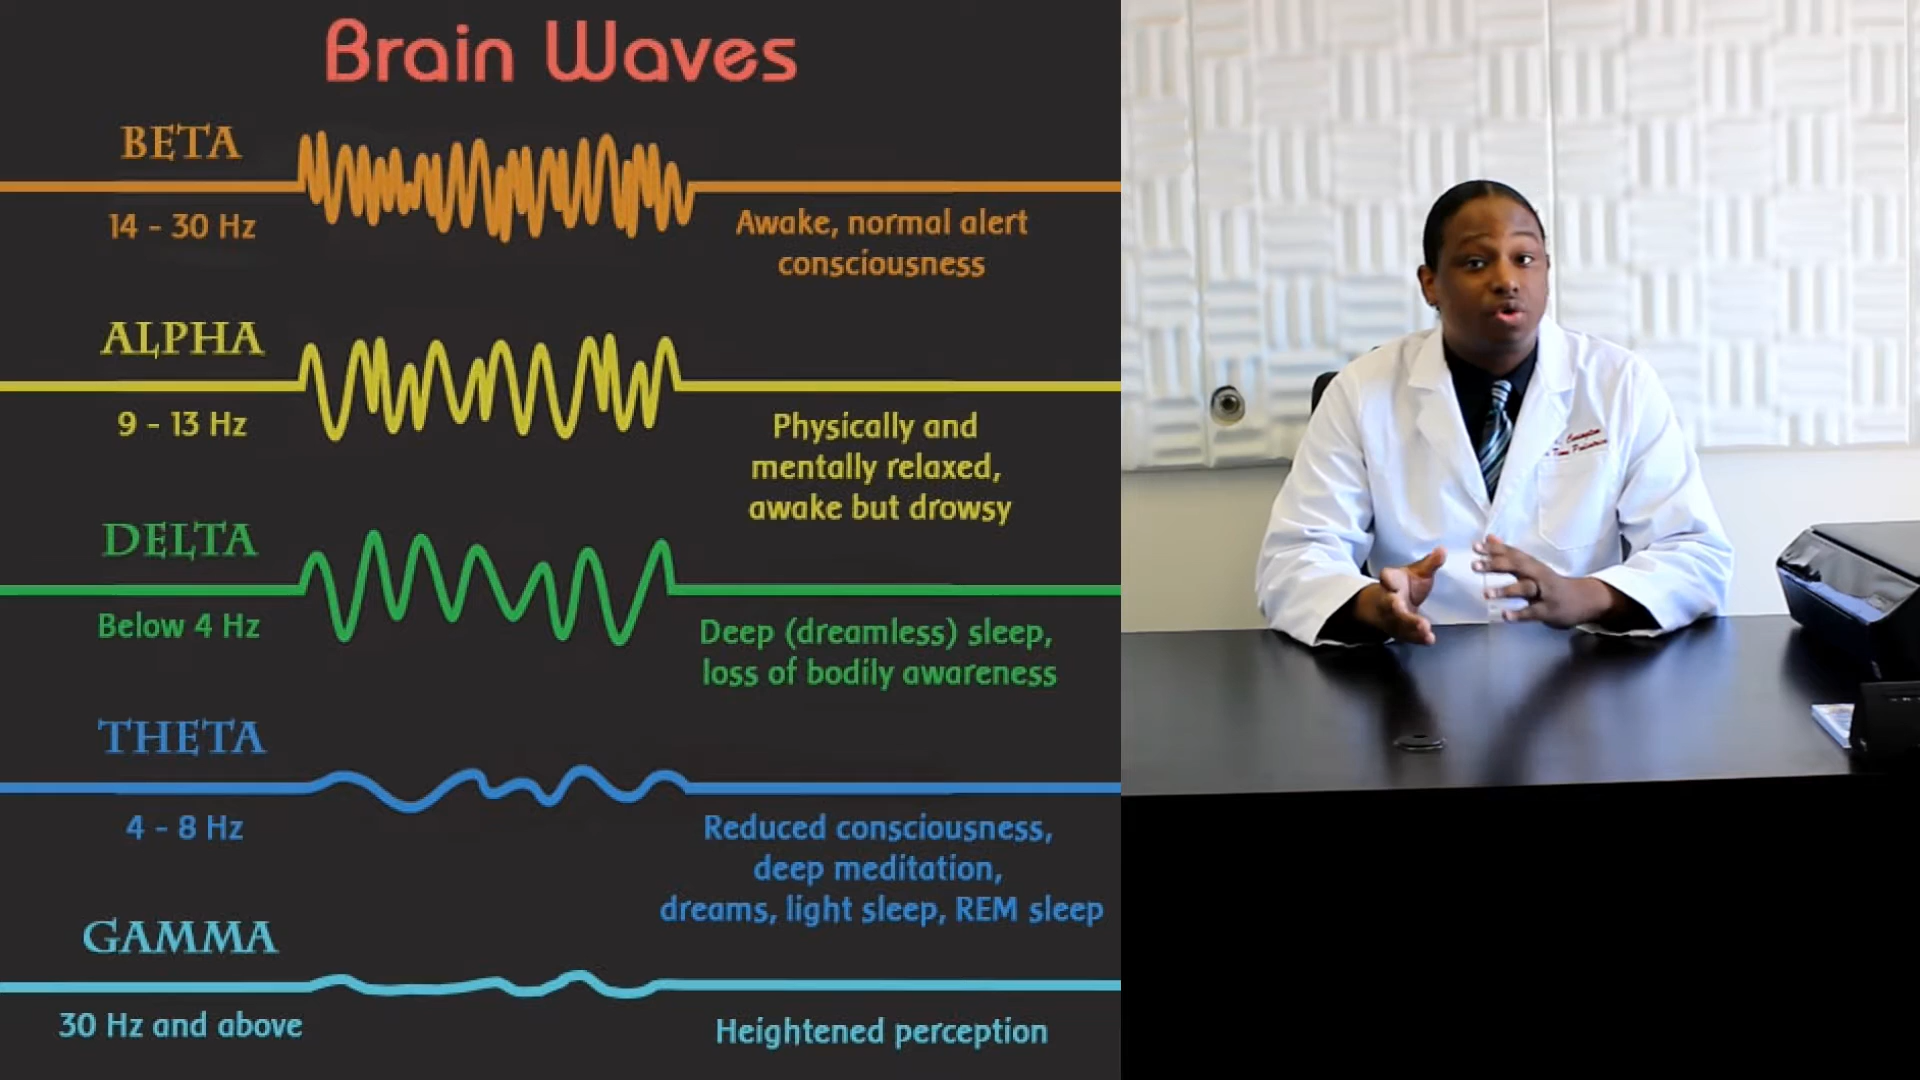 Brain Waves
BETA
14 - 30 Hz
Awake, normal alert
consciousness
ALPHA
9 - 13 Hz
Physically and
mentally relaxed,
awake but drowsy
DELTA
Below 4 Hz
Deep (dreamless) sleep,
loss of bodily awareness
THETA
4 - 8 Hz
Reduced consciousness,
deep meditation,
dreams, light sleep, REM sleep
GAMMA
30 Hz and above
Heightened perception